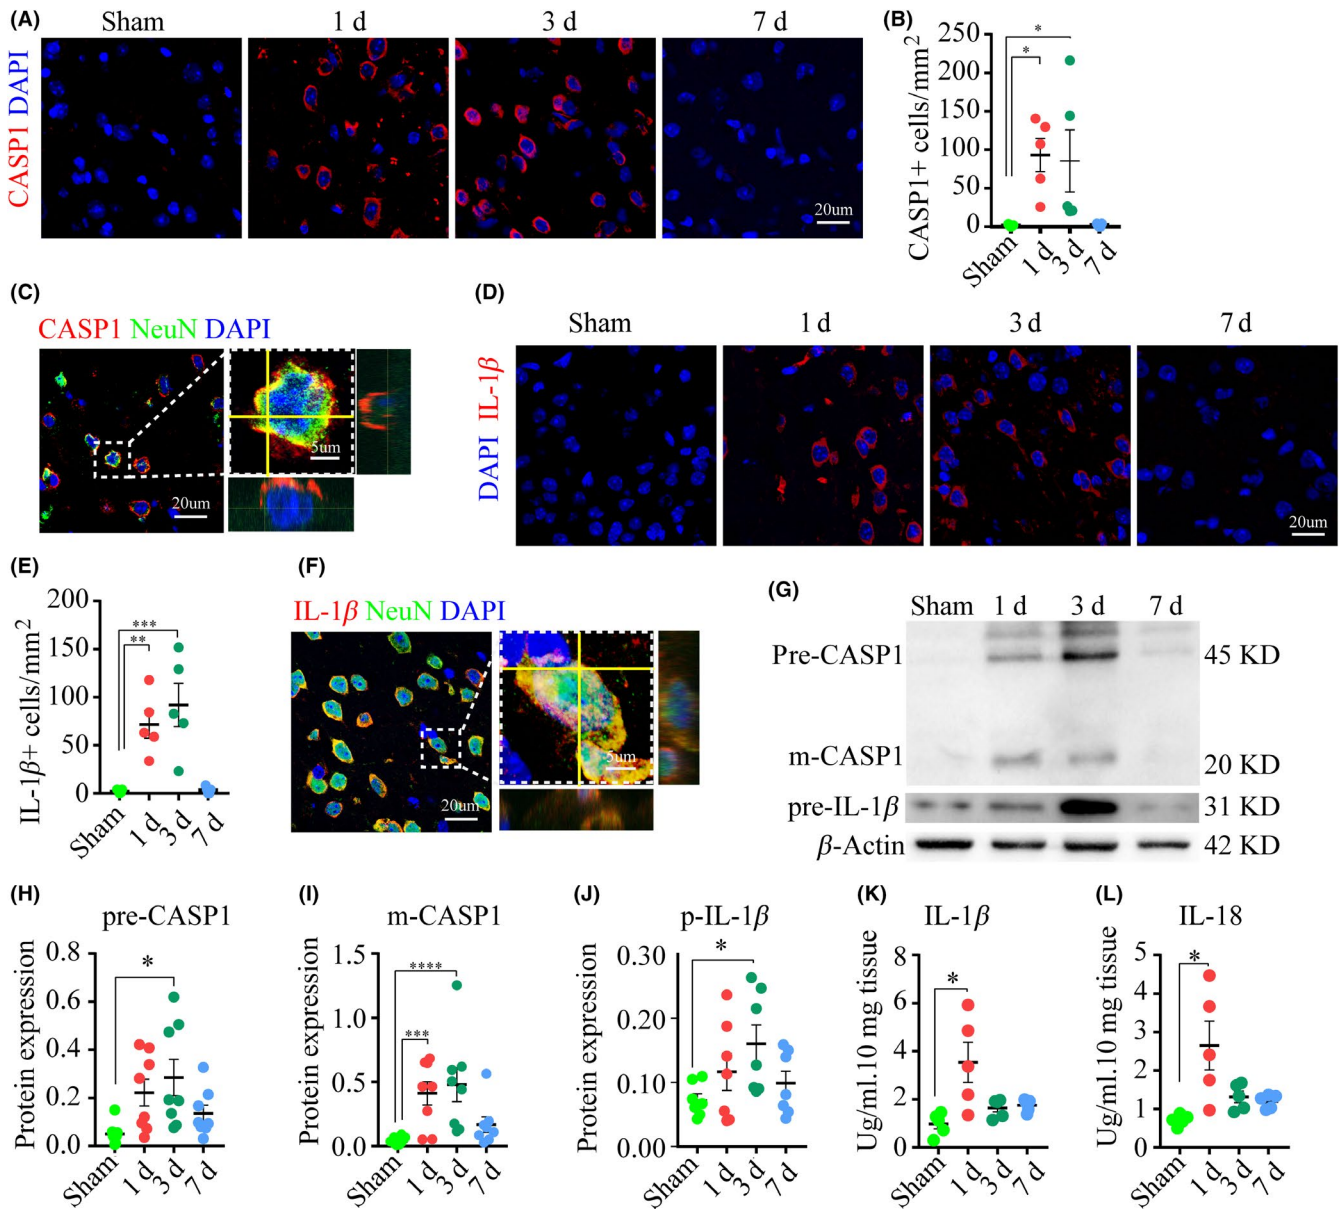 (A)
Sham 1 d 3 d 7 d
CASP1 DAPI
20um
(B)
CASP1+ cells/mm²
250
200
150
100
50
0
* 
*
Sham 1 d 3 d 7 d
(C)
CASP1 NeuN DAPI
20um
5um
(D)
Sham 1 d 3 d 7 d
DAPI IL-1β
20um
(E)
IL-1β+ cells/mm²
200
150
100
50
0
***
**
Sham 1 d 3 d 7 d
(F)
IL-1β NeuN DAPI
20um
5um
(G)
Sham 1 d 3 d 7 d
Pre-CASP1 45 KD
m-CASP1 20 KD
pre-IL-1β 31 KD
β-Actin 42 KD
(H)
pre-CASP1
Protein expression
0.8
0.6
0.4
0.2
0.0
*
Sham 1 d 3 d 7 d
(I)
m-CASP1
Protein expression
1.5
1.0
0.5
0.0
****
***
Sham 1 d 3 d 7 d
(J)
p-IL-1β
Protein expression
0.30
0.20
0.10
0.00
*
Sham 1 d 3 d 7 d
(K)
IL-1β
Ug/ml.10 mg tissue
8
6
4
2
0
*
Sham 1 d 3 d 7 d
(L)
IL-18
Ug/ml.10 mg tissue
5
4
3
2
1
0
*
Sham 1 d 3 d 7 d